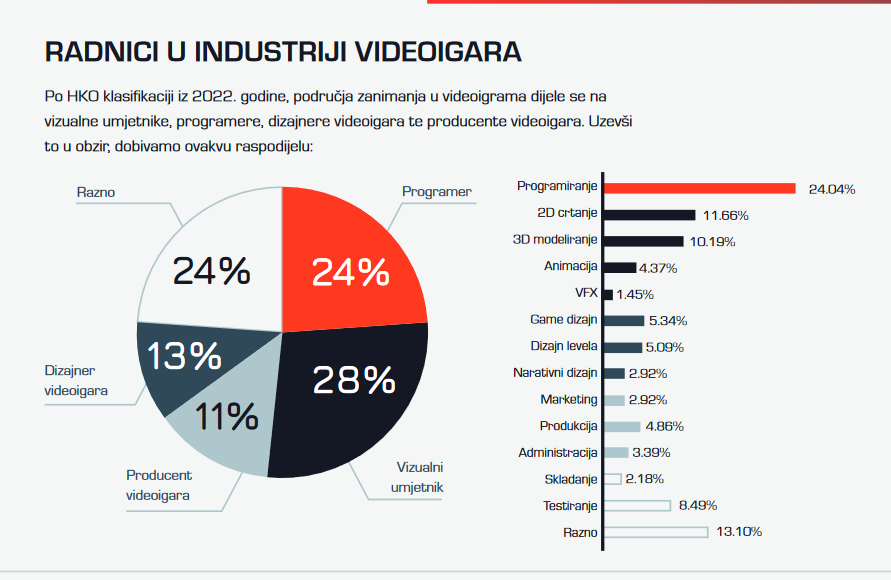 RADNICI U INDUSTRIJI VIDEOIGARA
Po HKO klasifikaciji iz 2022. godine, područja zanimanja u videoigrama dijele se na
vizualne umjetnike, programere, dizajnere videoigara te producente videoigara. Uzevši
to u obzir, dobivamo ovakvu raspodijelu:
Razno
24%
Programer
24%
Dizajner
videoigara
13%
11%
28%
Producent
videoigara
Vizualni
umjetnik
Programiranje 24.04%
2D crtanje 11.66%
3D modeliranje 10.19%
Animacija 4.37%
VFX 1.45%
Game dizajn 5.34%
Dizajn levela 5.09%
Narativni dizajn 2.92%
Marketing 2.92%
Produkcija 4.86%
Administracija 3.39%
Skladanje 2.18%
Testiranje 8.49%
Razno 13.10%